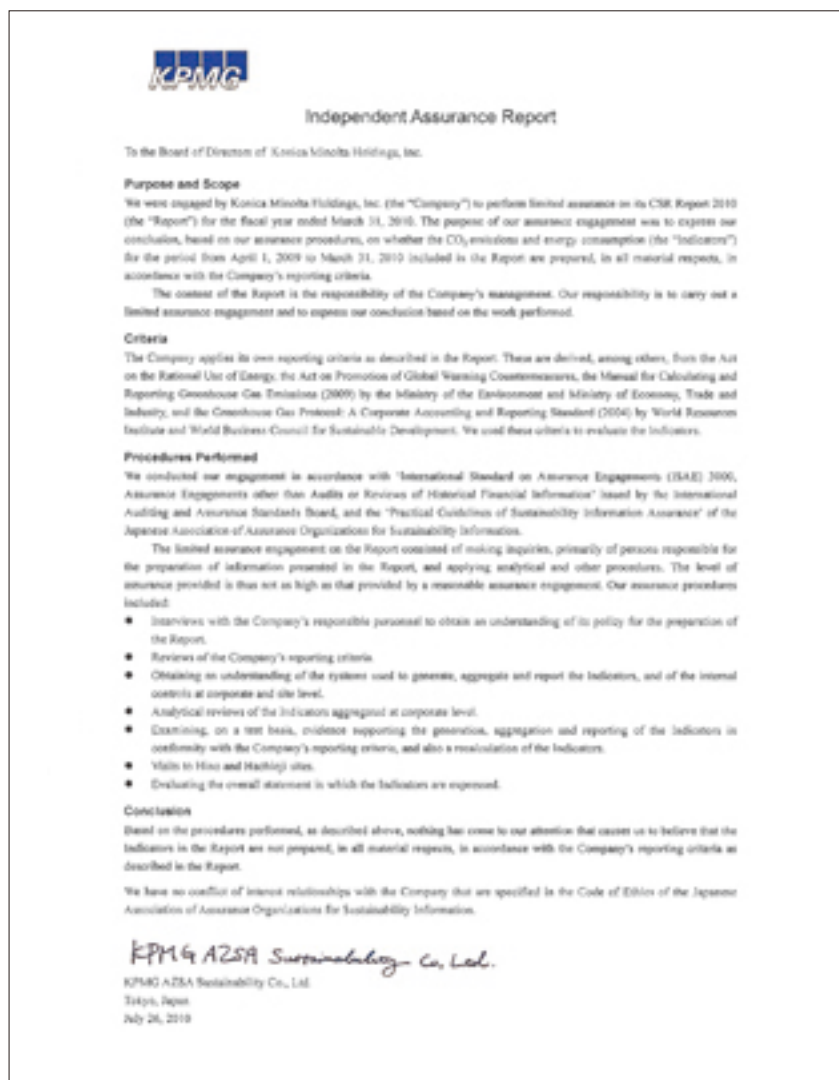 KPMG
Independent Assurance Report
To the Board of Directors of Konica Minolta Holdings, Inc.
Purpose and Scope
We were engaged by Konica Minolta Holdings, Inc. (the “Company”) to perform limited assurance on its CSR Report 2010
(the “Report”) for the fiscal year ended March 31, 2010. The purpose of our assurance engagement was to express our
conclusion, based on our assurance procedures, on whether the CO₂ emissions and energy consumption (the “Indicators”)
for the period from April 1, 2009 to March 31, 2010 included in the Report are prepared, in all material respects, in
accordance with the Company’s reporting criteria.
The content of the Report is the responsibility of the Company’s management. Our responsibility is to carry out a
limited assurance engagement and to express our conclusion based on the work performed.
Criteria
The Company applies its own reporting criteria as described in the Report. These are derived, among others, from the Act
on the Rational Use of Energy, the Act on Promotion of Global Warming Countermeasures, the Manual for Calculating and
Reporting Greenhouse Gas Emissions (2009) by the Ministry of the Environment and Ministry of Economy, Trade and
Industry, and the Greenhouse Gas Protocol: A Corporate Accounting and Reporting Standard (2004) by World Resources
Institute and World Business Council for Sustainable Development. We used these criteria to evaluate the Indicators.
Procedures Performed
We conducted our engagement in accordance with ‘International Standard on Assurance Engagements (ISAE) 3000,
Assurance Engagements other than Audits or Reviews of Historical Financial Information’ issued by the International
Auditing and Assurance Standards Board, and the ‘Practical Guidelines of Sustainability Information Assurance’ of the
Japanese Association of Assurance Organizations for Sustainability Information.
The limited assurance engagement on the Report consisted of making inquiries, primarily of persons responsible for
the preparation of information presented in the Report, and applying analytical and other procedures. The level of
assurance provided is thus not as high as that provided by a reasonable assurance engagement. Our assurance procedures
included:
● Interviews with the Company’s responsible personnel to obtain an understanding of its policy for the preparation of
the Report.
● Reviews of the Company’s reporting criteria.
● Obtaining an understanding of the systems used to generate, aggregate and report the Indicators, and of the internal
controls at corporate and site level.
● Analytical reviews of the Indicators aggregated at corporate level.
● Examining, on a test basis, evidence supporting the generation, aggregation and reporting of the Indicators in
conformity with the Company’s reporting criteria, and also a recalculation of the Indicators.
● Visits to Hino and Hachioji sites.
● Evaluating the overall statement in which the Indicators are expressed.
Conclusion
Based on the procedures performed, as described above, nothing has come to our attention that causes us to believe that the
Indicators in the Report are not prepared, in all material respects, in accordance with the Company’s reporting criteria as
described in the Report.
We have no conflict of interest relationships with the Company that are specified in the Code of Ethics of the Japanese
Association of Assurance Organizations for Sustainability Information.
KPMG AZSA Sustainability Co., Ltd.
KPMG AZSA Sustainability Co., Ltd.
Tokyo, Japan
July 26, 2010